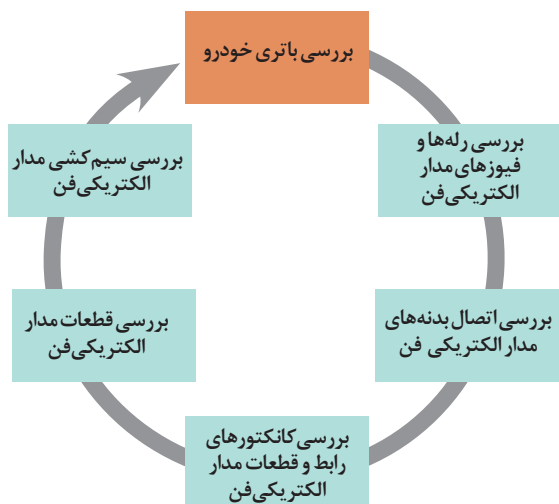 بررسی باتری خودرو
بررسی رله‌ها و
فیوزهای مدار
الکتریکی‌فن
بررسی اتصال بدنه‌های
مدار الکتریکی فن
بررسی کانکتورهای
رابط و قطعات مدار
الکتریکی‌فن
بررسی قطعات مدار
الکتریکی‌فن
بررسی سیم کشی مدار
الکتریکی‌فن